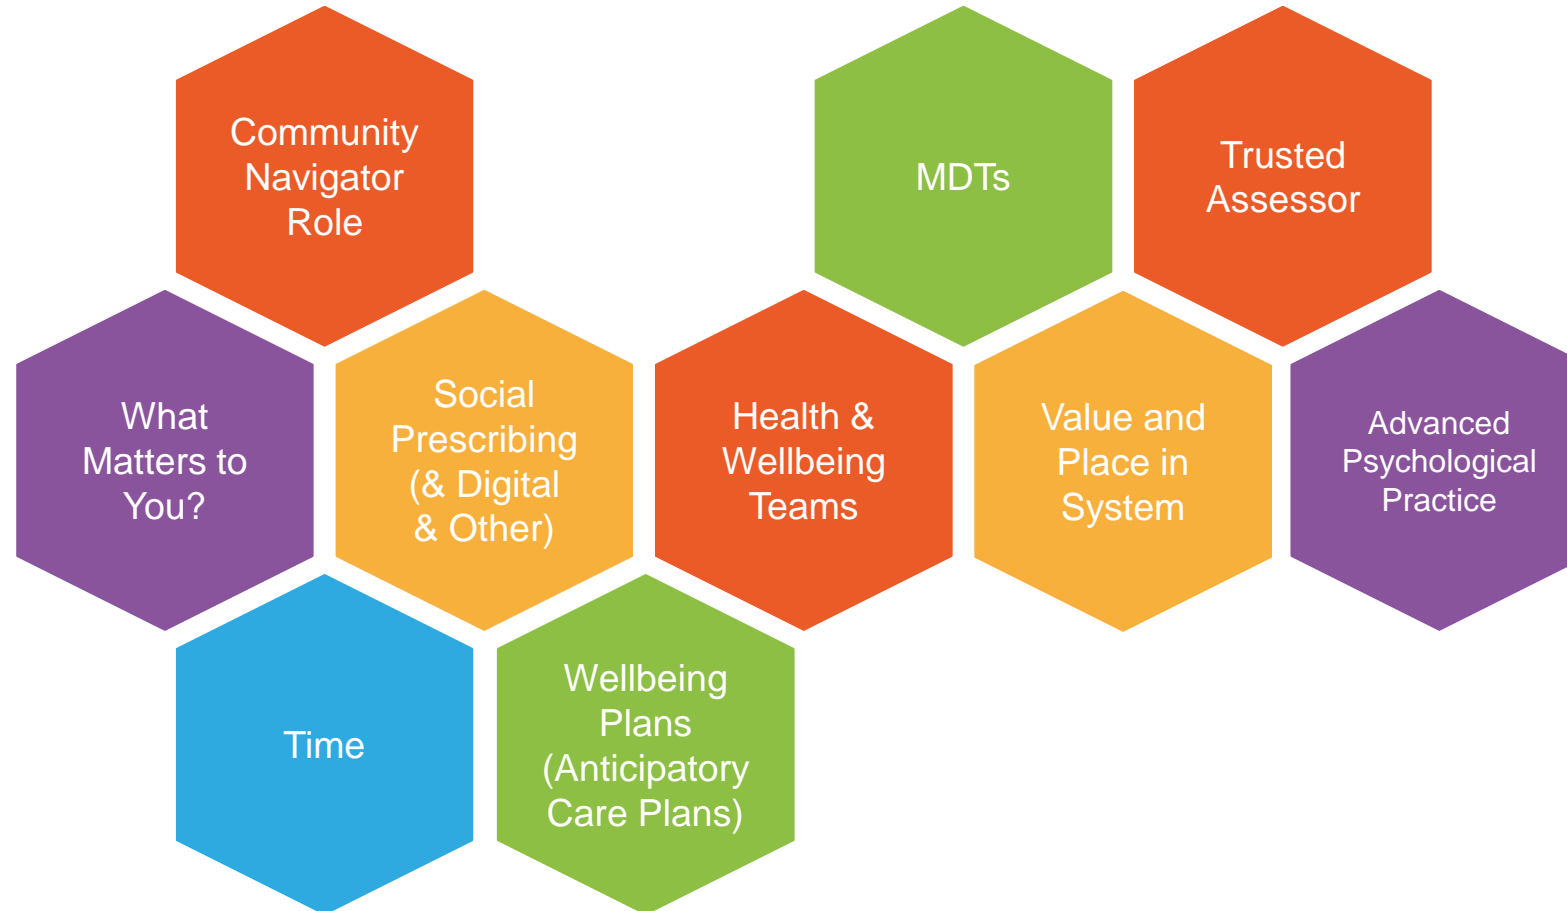 Community
Navigator
Role
MDTs
Trusted
Assessor
What
Matters to
You?
Social
Prescribing
(& Digital
& Other)
Health &
Wellbeing
Teams
Value and
Place in
System
Advanced
Psychological
Practice
Time
Wellbeing
Plans
(Anticipatory
Care Plans)